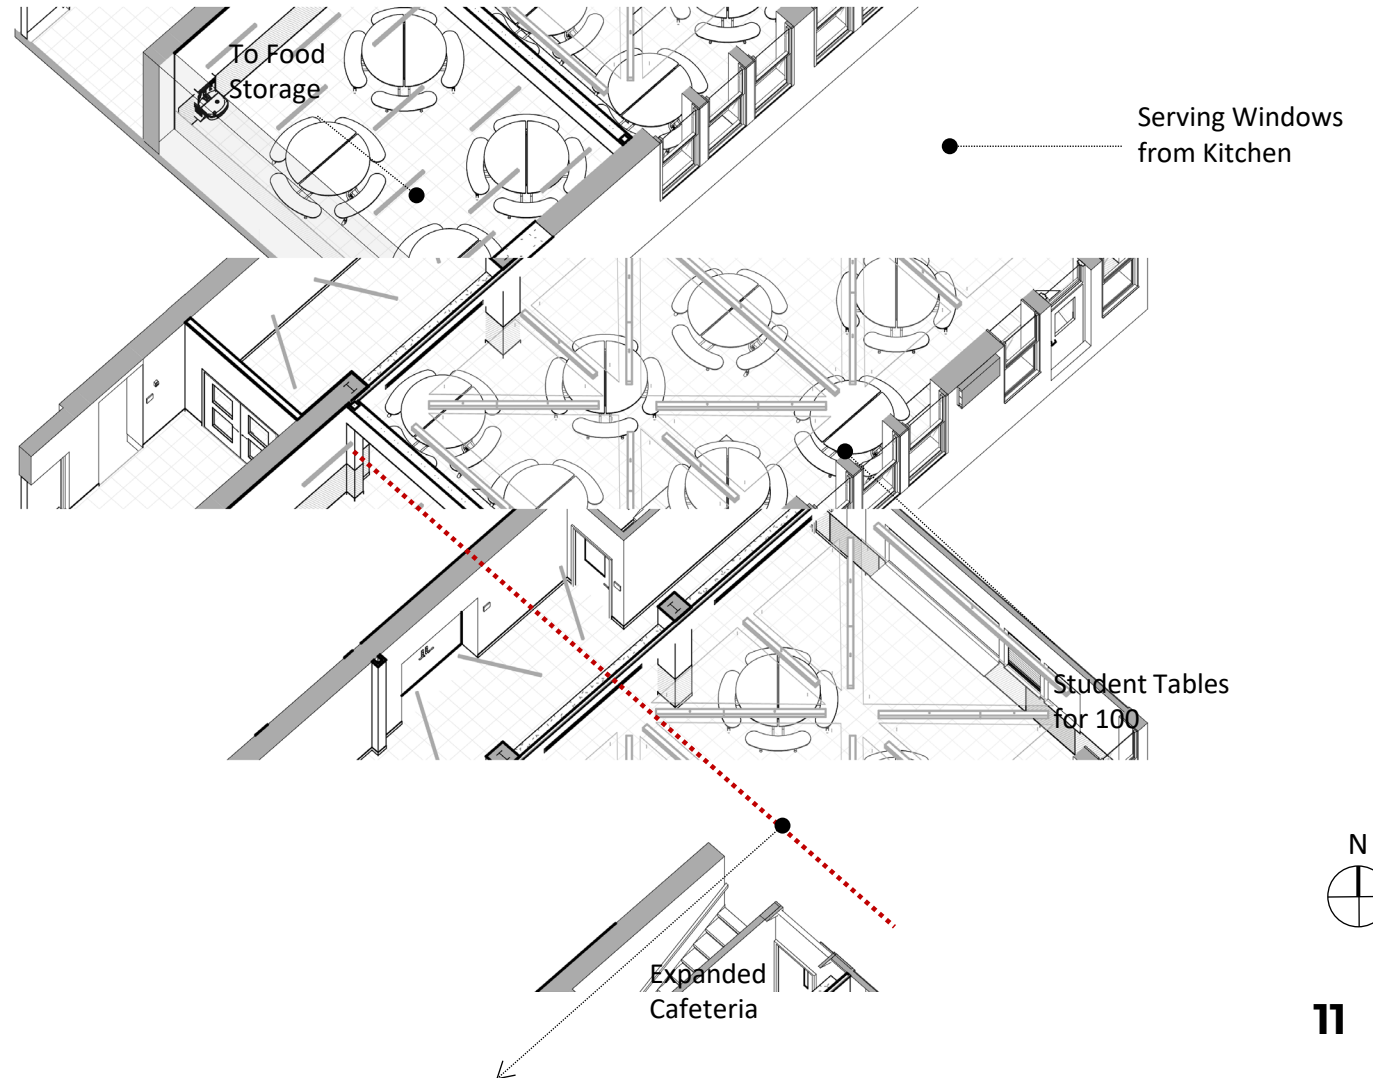 To Food
Storage
Serving Windows
from Kitchen
Student Tables
for 100
N
Expanded
Cafeteria
11